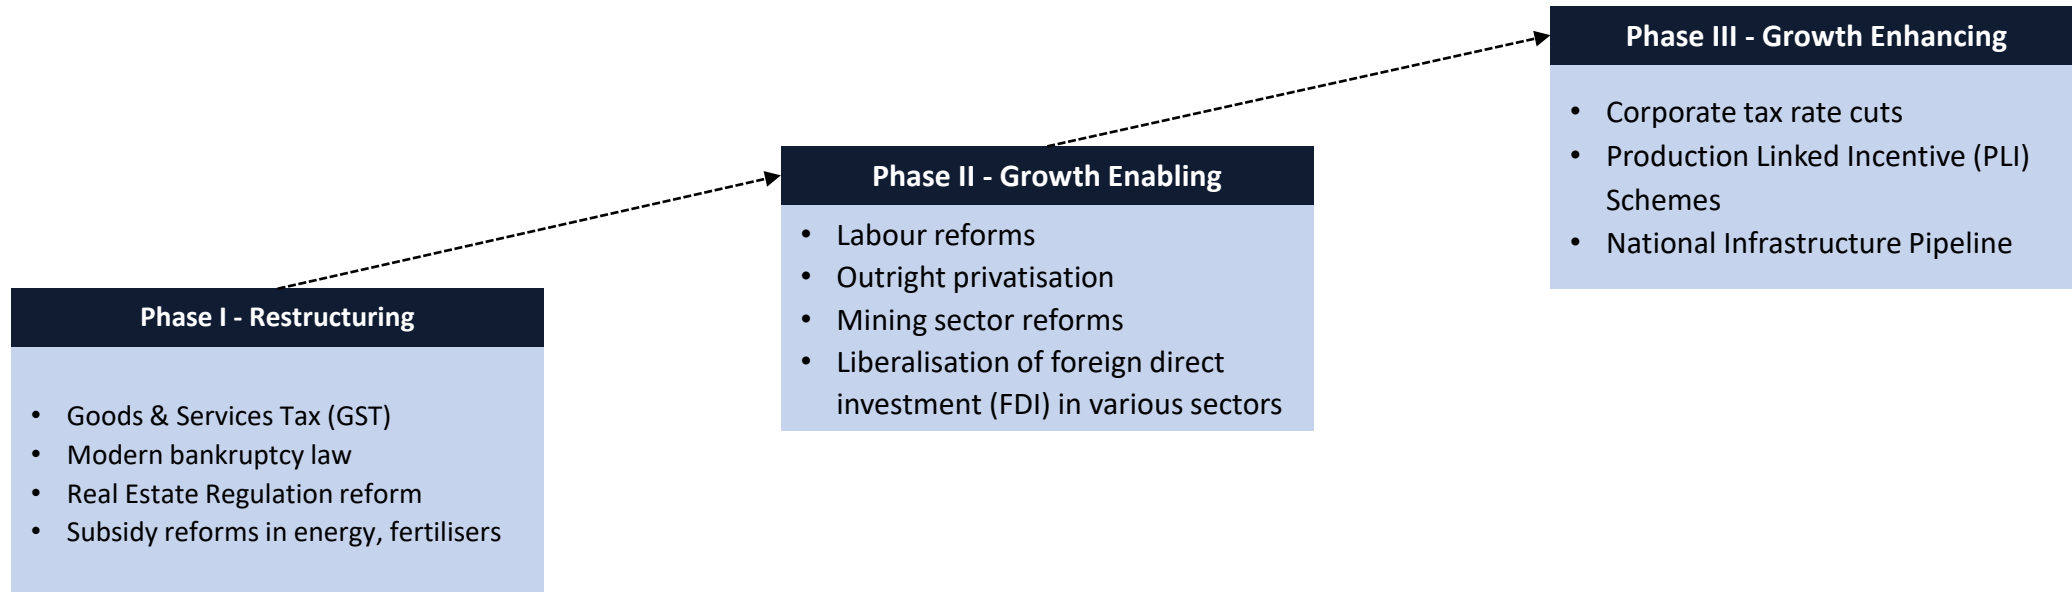 Phase I - Restructuring
• Goods & Services Tax (GST)
• Modern bankruptcy law
• Real Estate Regulation reform
• Subsidy reforms in energy, fertilisers
Phase II - Growth Enabling
• Labour reforms
• Outright privatisation
• Mining sector reforms
• Liberalisation of foreign direct
investment (FDI) in various sectors
Phase III - Growth Enhancing
• Corporate tax rate cuts
• Production Linked Incentive (PLI)
Schemes
• National Infrastructure Pipeline